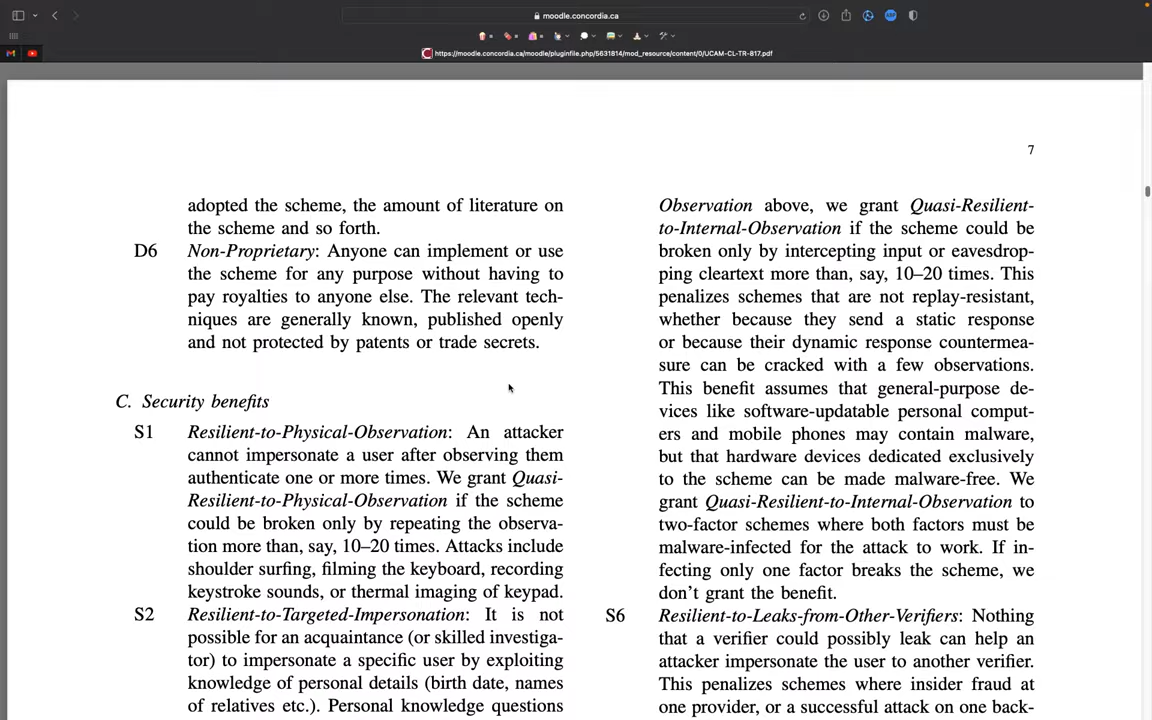 moodle.concordia.ca
https://moodle.concordia.ca/moodle/pluginfile.php/5631814/mod_resource/content/0/UCAM-CL-TR-817.pdf
7
adopted the scheme, the amount of literature on
the scheme and so forth.
D6 Non-Proprietary: Anyone can implement or use
the scheme for any purpose without having to
pay royalties to anyone else. The relevant tech-
niques are generally known, published openly
and not protected by patents or trade secrets.
C. Security benefits
S1 Resilient-to-Physical-Observation: An attacker
cannot impersonate a user after observing them
authenticate one or more times. We grant Quasi-
Resilient-to-Physical-Observation if the scheme
could be broken only by repeating the observa-
tion more than, say, 10–20 times. Attacks include
shoulder surfing, filming the keyboard, recording
keystroke sounds, or thermal imaging of keypad.
S2 Resilient-to-Targeted-Impersonation: It is not
possible for an acquaintance (or skilled investiga-
tor) to impersonate a specific user by exploiting
knowledge of personal details (birth date, names
of relatives etc.). Personal knowledge questions
Observation above, we grant Quasi-Resilient-
to-Internal-Observation if the scheme could be
broken only by intercepting input or eavesdrop-
ping cleartext more than, say, 10–20 times. This
penalizes schemes that are not replay-resistant,
whether because they send a static response
or because their dynamic response countermea-
sure can be cracked with a few observations.
This benefit assumes that general-purpose de-
vices like software-updatable personal comput-
ers and mobile phones may contain malware,
but that hardware devices dedicated exclusively
to the scheme can be made malware-free. We
grant Quasi-Resilient-to-Internal-Observation to
two-factor schemes where both factors must be
malware-infected for the attack to work. If in-
fecting only one factor breaks the scheme, we
don't grant the benefit.
S6 Resilient-to-Leaks-from-Other-Verifiers: Nothing
that a verifier could possibly leak can help an
attacker impersonate the user to another verifier.
This penalizes schemes where insider fraud at
one provider, or a successful attack on one back-